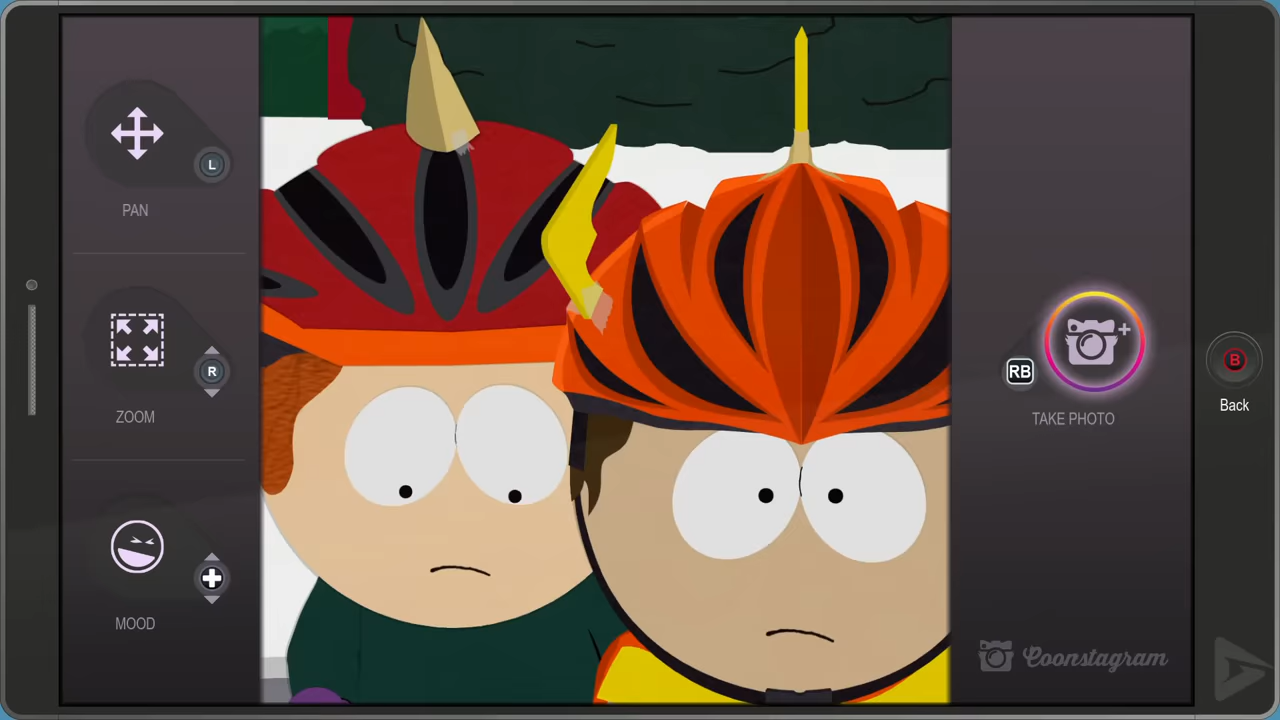 L
PAN
R
ZOOM
MOOD
RB
TAKE PHOTO
B
Back
Coonstagram